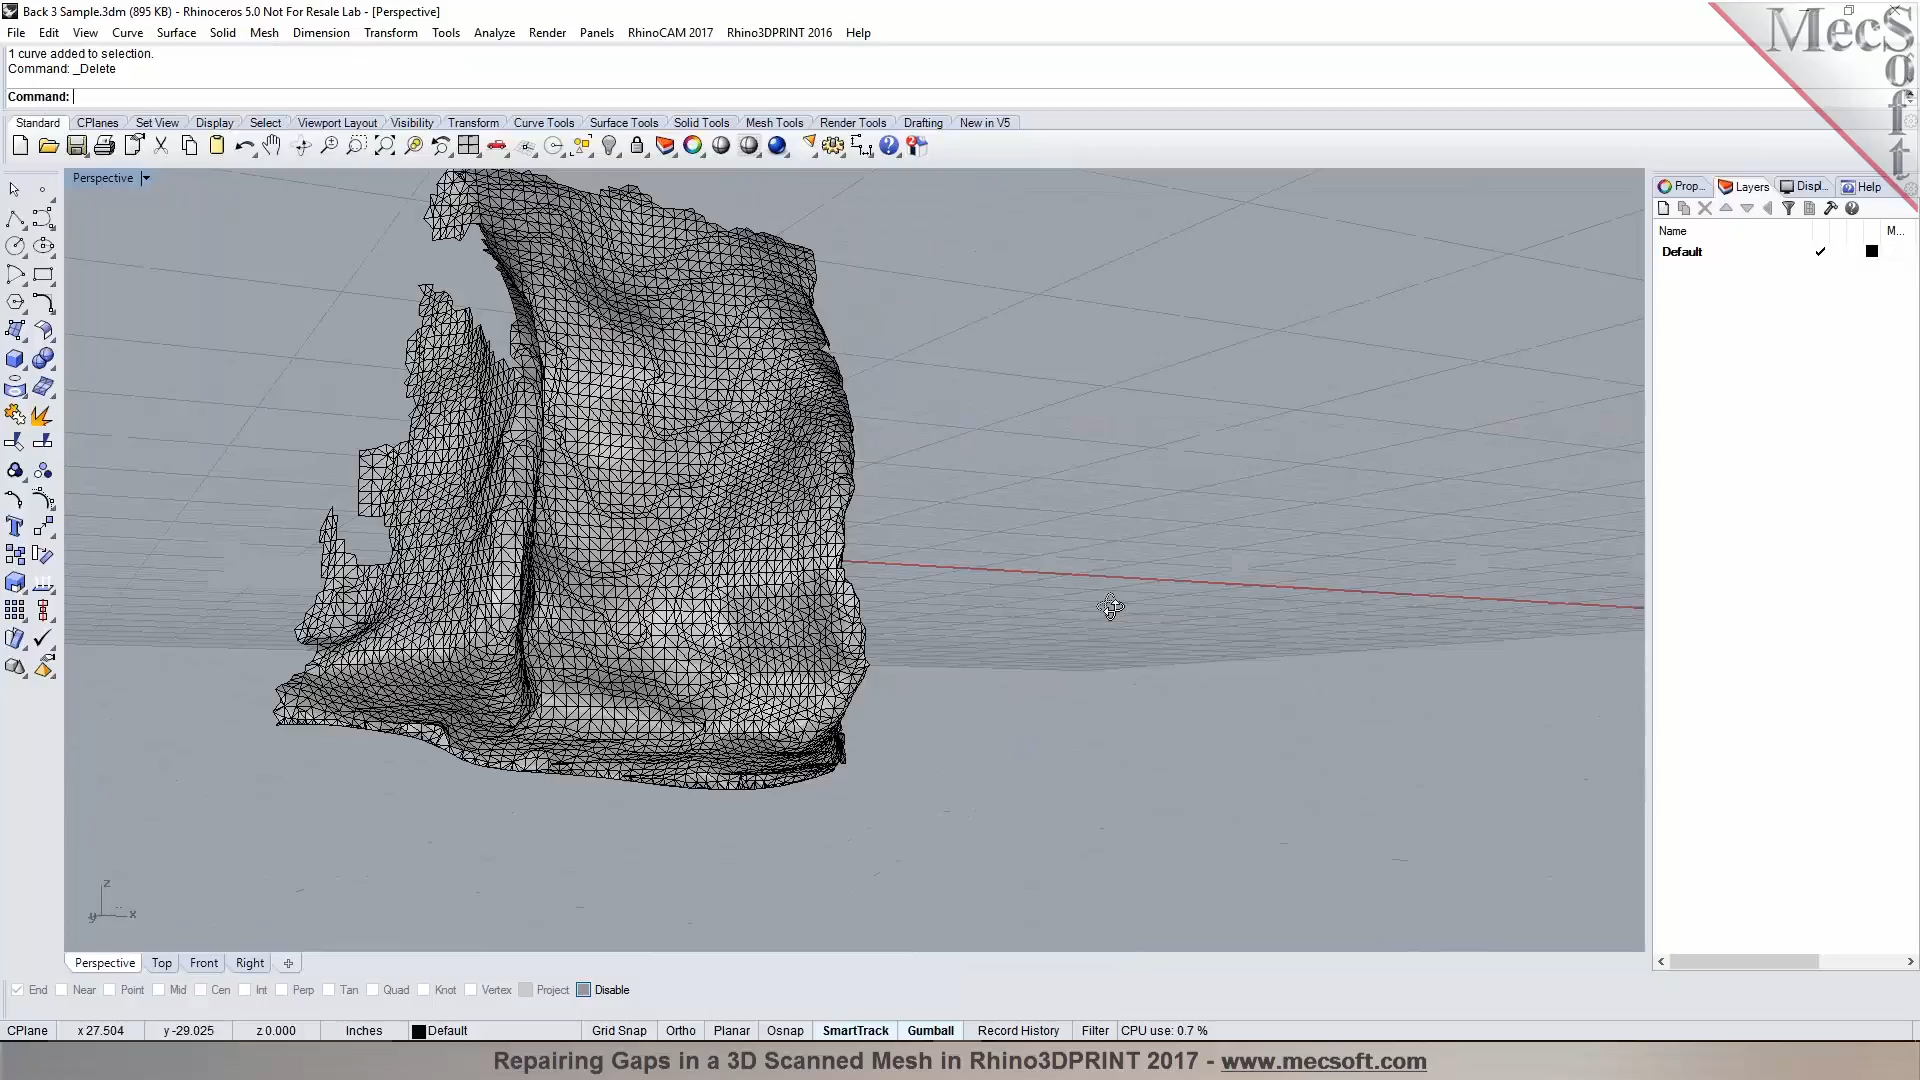 Back 3 Sample.3dm (895 KB) - Rhinoceros 5.0 Not For Resale Lab - [Perspective]
File Edit View Curve Surface Solid Mesh Dimension Transform Tools Analyze Render Panels RhinoCAM 2017 Rhino3DPRINT 2016 Help
MecSoft
1 curve added to selection.
Command: _Delete
Command:
Standard CPlanes Set View Display Select Viewport Layout Visibility Transform Curve Tools Surface Tools Solid Tools Mesh Tools Render Tools Drafting New in V5
Perspective
Prop... Layers Displ... Help
Name M...
Default
z
y x
Perspective Top Front Right
End Near Point Mid Cen Int Perp Tan Quad Knot Vertex Project Disable
CPlane x 27.504 y -29.025 z 0.000 Inches Default Grid Snap Ortho Planar Osnap SmartTrack Gumball Record History Filter CPU use: 0.7 %
Repairing Gaps in a 3D Scanned Mesh in Rhino3DPRINT 2017 - www.mecsoft.com